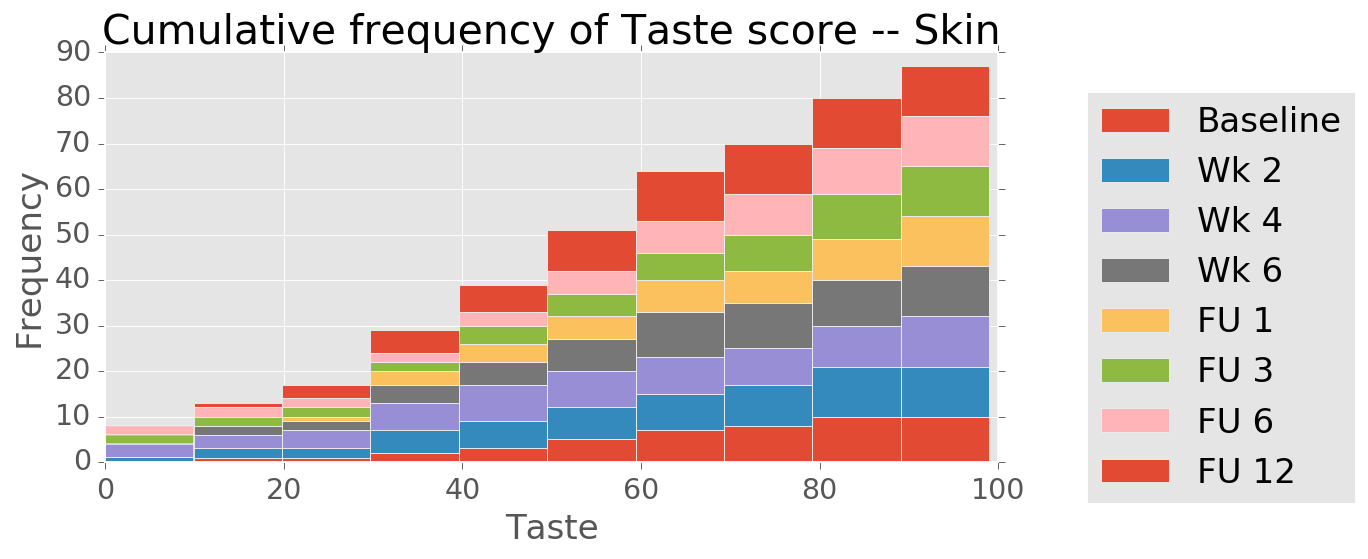 Cumulative frequency of Taste score -- Skin
90
80
70
60
50
40
30
20
10
0
Frequency
0 20 40 60 80 100
Taste
Baseline
Wk 2
Wk 4
Wk 6
FU 1
FU 3
FU 6
FU 12